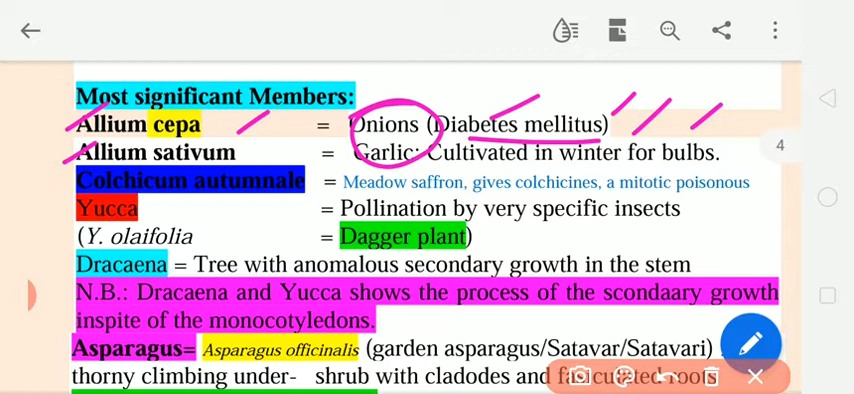 Most significant Members:
Allium cepa = Onions (Diabetes mellitus)
Allium sativum = Garlic: Cultivated in winter for bulbs.
Colchicum autumnale = Meadow saffron, gives colchicines, a mitotic poisonous
Yucca = Pollination by very specific insects
(Y. olaifolia = Dagger plant)
Dracaena = Tree with anomalous secondary growth in the stem
N.B.: Dracaena and Yucca shows the process of the scondaary growth
inspite of the monocotyledons.
Asparagus= Asparagus officinalis (garden asparagus/Satavar/Satavari)
thorny climbing under- shrub with cladodes and fasiculated roots
4